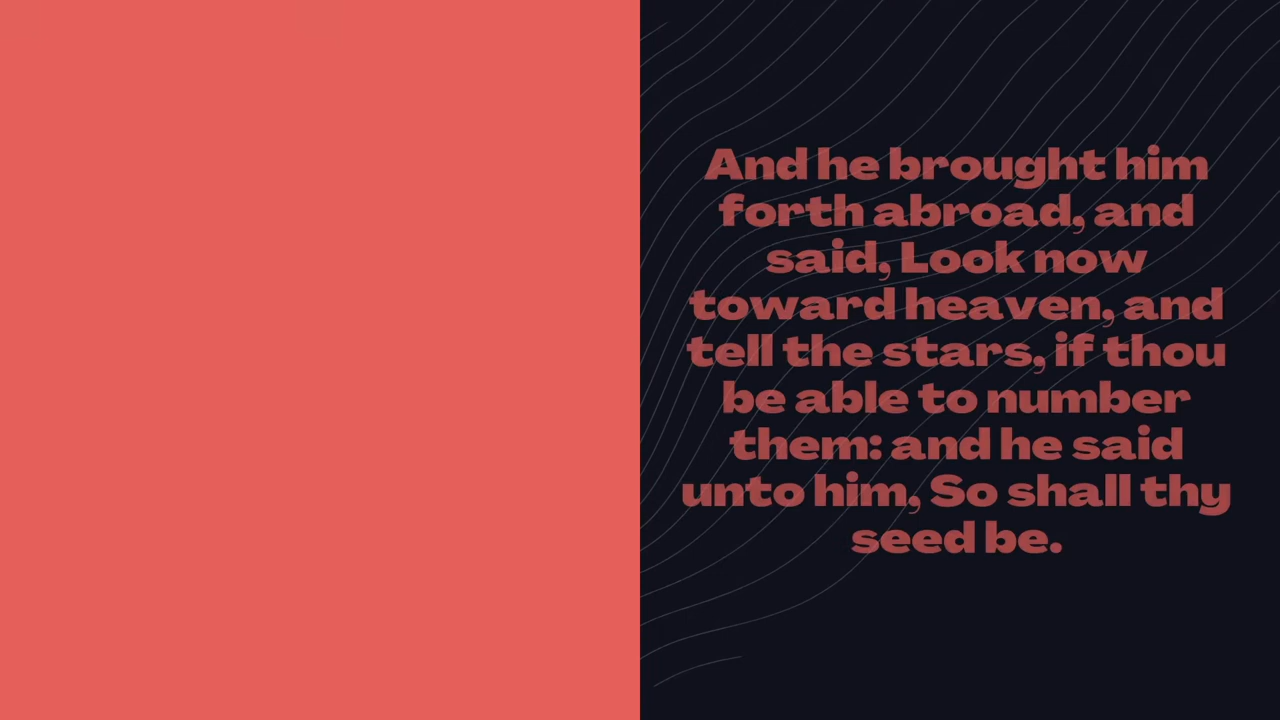 And he brought him
forth abroad, and
said, Look now
toward heaven, and
tell the stars, if thou
be able to number
them: and he said
unto him, So shall thy
seed be.